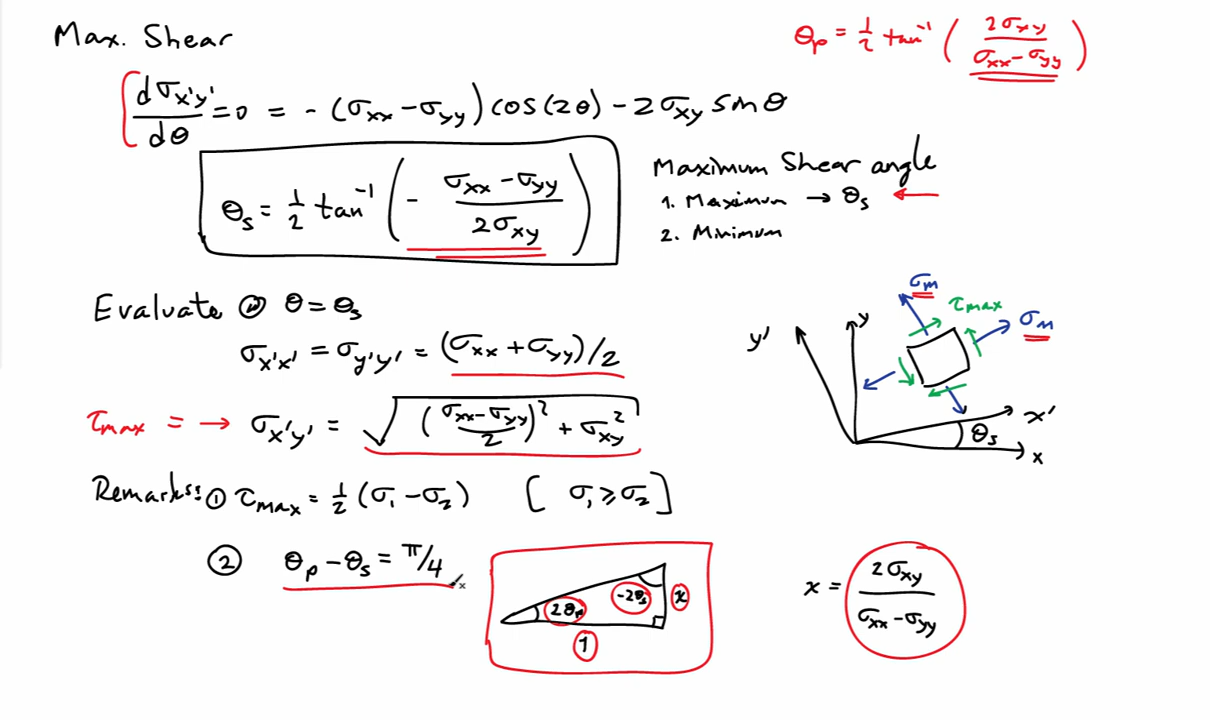 Max. Shear
θₚ = ½ tan⁻¹ ( 2σxy / (σxx − σyy) )
dσx'y' / dθ = 0 = −(σxx − σyy) cos(2θ) − 2σxy sinθ
θₛ = ½ tan⁻¹ ( − (σxx − σyy) / 2σxy )
Maximum Shear angle
1. Maximum → θₛ ←
2. Minimum
Evaluate @ θ = θₛ
σx'x' = σy'y' = (σxx + σyy)/2
τmax = → σx'y' = √( ((σxx − σyy)/2)² + σxy² )
σM
τmax
σM
y'
y
x'
θₛ
x
Remarks: ① τmax = ½ (σ₁ − σ₂) [ σ₁ ⩾ σ₂ ]
② θₚ − θₛ = π/4
2θₚ
−2θₛ
x
1
x = 2σxy / (σxx − σyy)